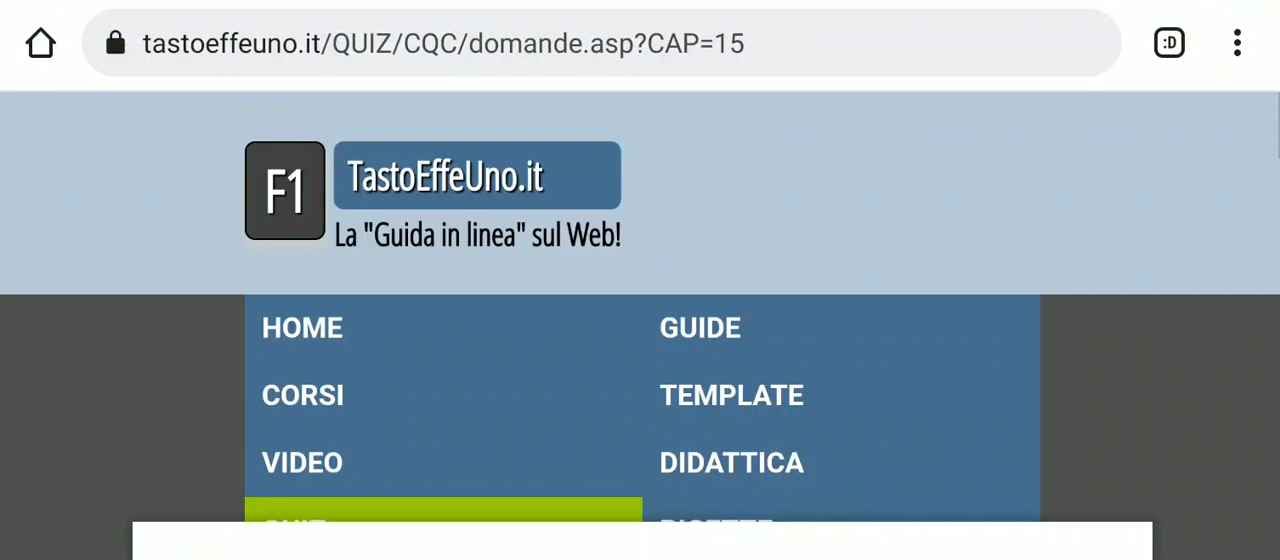 tastoeffeuno.it/QUIZ/CQC/domande.asp?CAP=15
:D
F1
TastoEffeUno.it
La "Guida in linea" sul Web!
HOME
GUIDE
CORSI
TEMPLATE
VIDEO
DIDATTICA